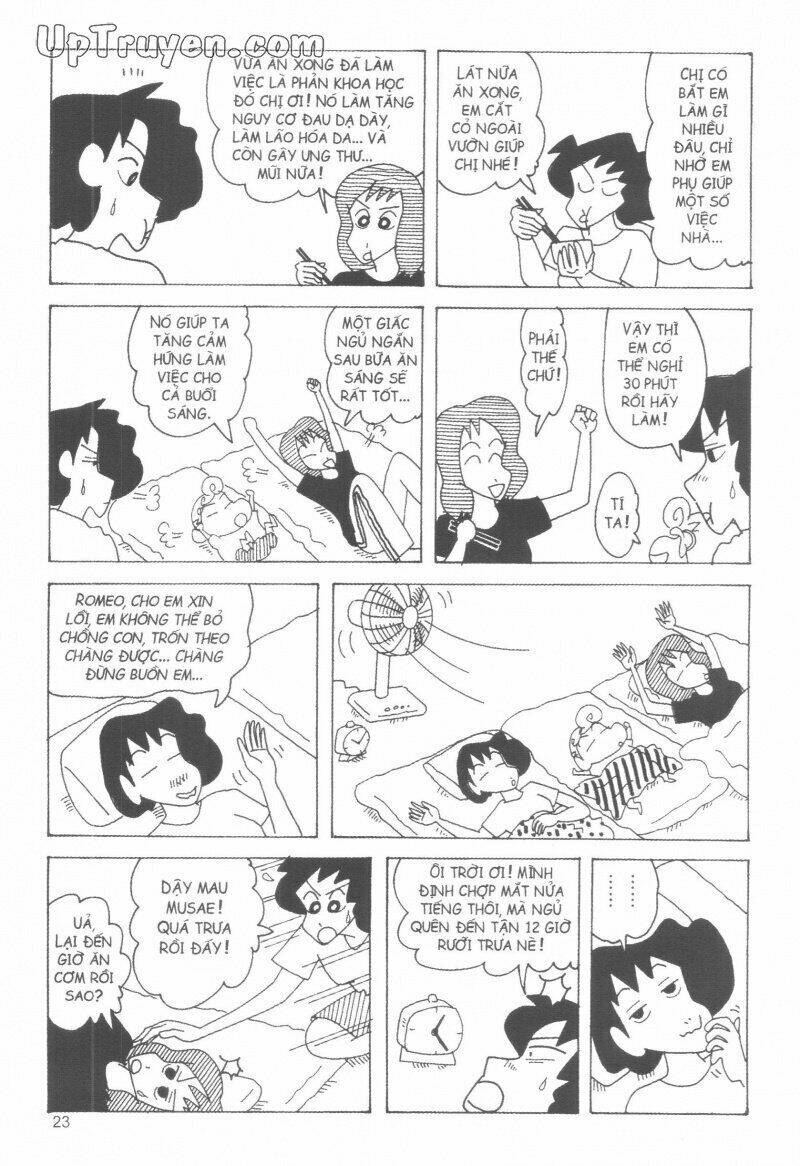 UpTruyen.com
CHỊ CÓ
BẮT EM
LÀM GÌ
NHIỀU
ĐÂU, CHỈ
NHỜ EM
PHỤ GIÚP
MỘT SỐ
VIỆC
NHÀ...
LÁT NỮA
ĂN XONG,
EM CẮT
CỎ NGOÀI
VƯỜN GIÚP
CHỊ NHÉ!
VỪA ĂN XONG ĐÃ LÀM
VIỆC LÀ PHẢN KHOA HỌC
ĐÓ CHỊ ƠI! NÓ LÀM TĂNG
NGUY CƠ ĐAU DẠ DÀY,
LÀM LÃO HÓA DA... VÀ
CÒN GÂY UNG THƯ...
MŨI NỮA!
VẬY THÌ
EM CÓ
THỂ NGHỈ
30 PHÚT
RỒI HÃY
LÀM!
PHẢI
THẾ
CHỨ!
TI
TA!
MỘT GIẤC
NGỦ NGẮN
SAU BỮA ĂN
SÁNG SẼ
RẤT TỐT...
NÓ GIÚP TA
TĂNG CẢM
HỨNG LÀM
VIỆC CHO
CẢ BUỔI
SÁNG.
ROMEO, CHO EM XIN
LỖI, EM KHÔNG THỂ BỎ
CHỒNG CON, TRỐN THEO
CHÀNG ĐƯỢC... CHÀNG
ĐỪNG BUỒN EM...
......
ÔI TRỜI ƠI! MÌNH
ĐỊNH CHỢP MẮT NỬA
TIẾNG THÔI, MÀ NGỦ
QUÊN ĐẾN TẬN 12 GIỜ
RƯỠI TRƯA NÈ!
DẬY MAU
MUSAE!
QUÁ TRƯA
RỒI ĐẤY!
UẢ,
LẠI ĐẾN
GIỜ ĂN
CƠM RỒI
SAO?
23